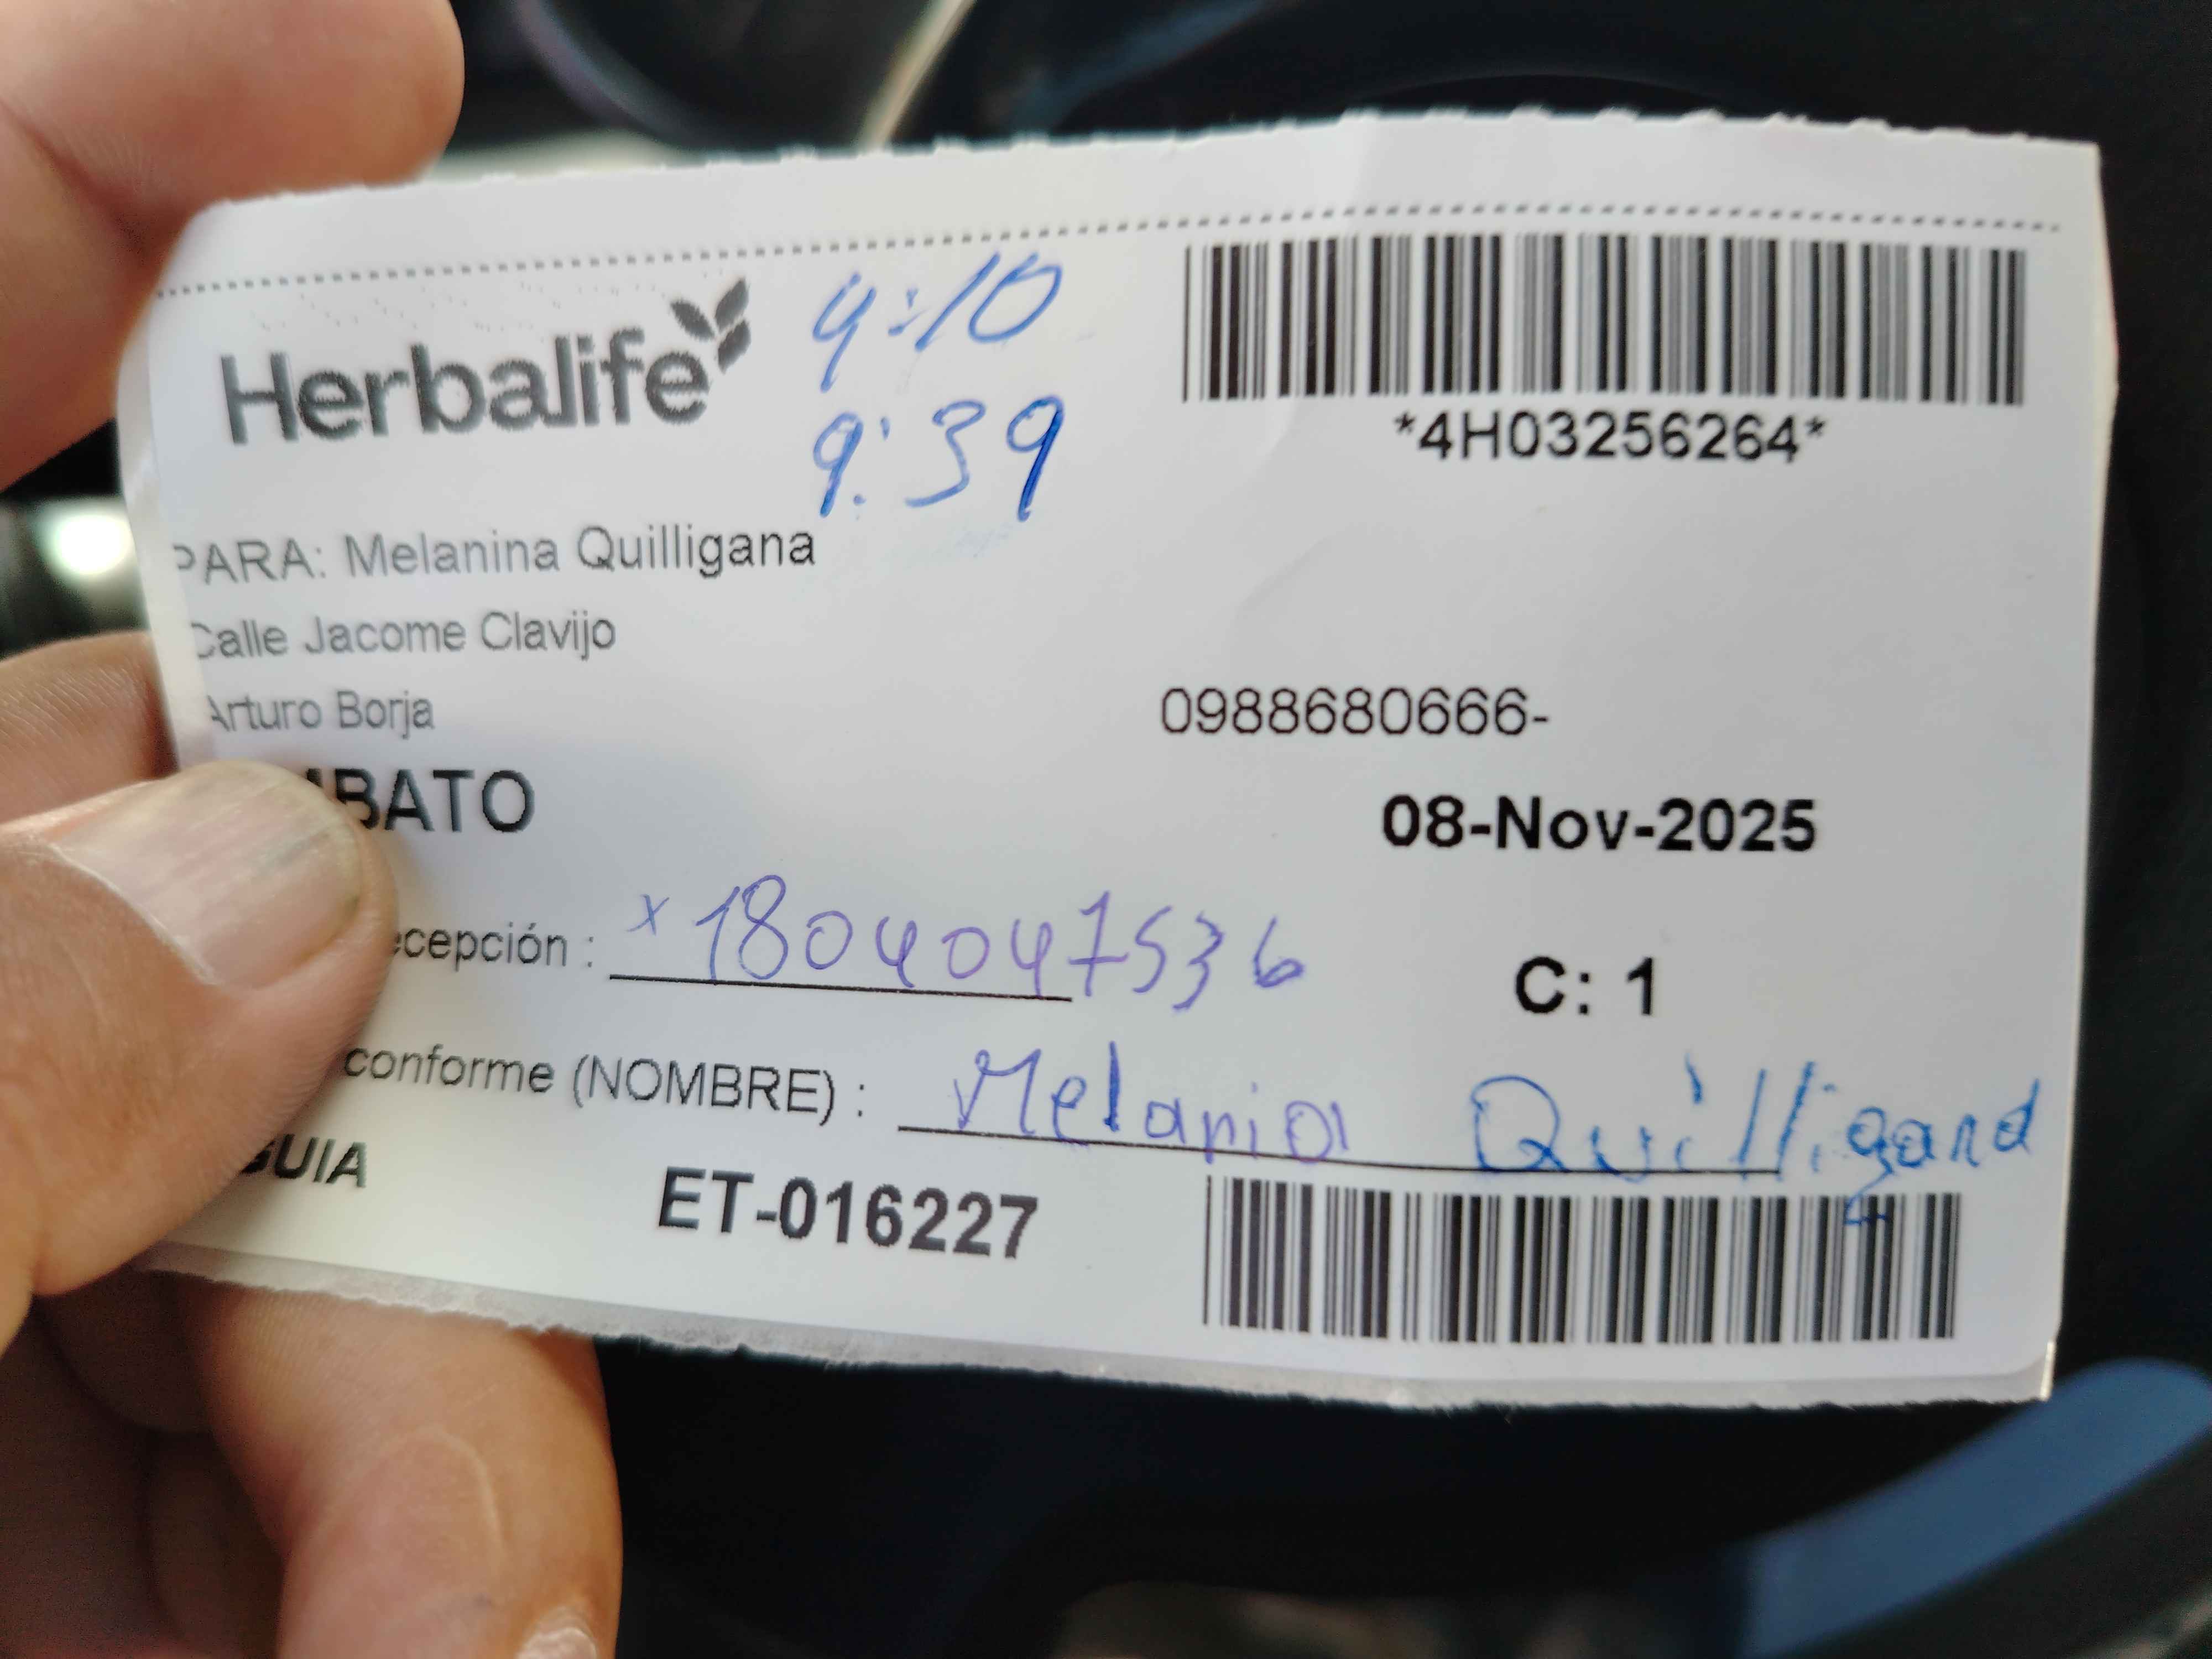 Herbalife
4:10
9:39
*4H03256264*
PARA: Melanina Quilligana
Calle Jacome Clavijo
Arturo Borja
0988680666-
BATO
08-Nov-2025
ecepción : x 1804047536
C: 1
conforme (NOMBRE) : Melania Quilligana
GUIA ET-016227